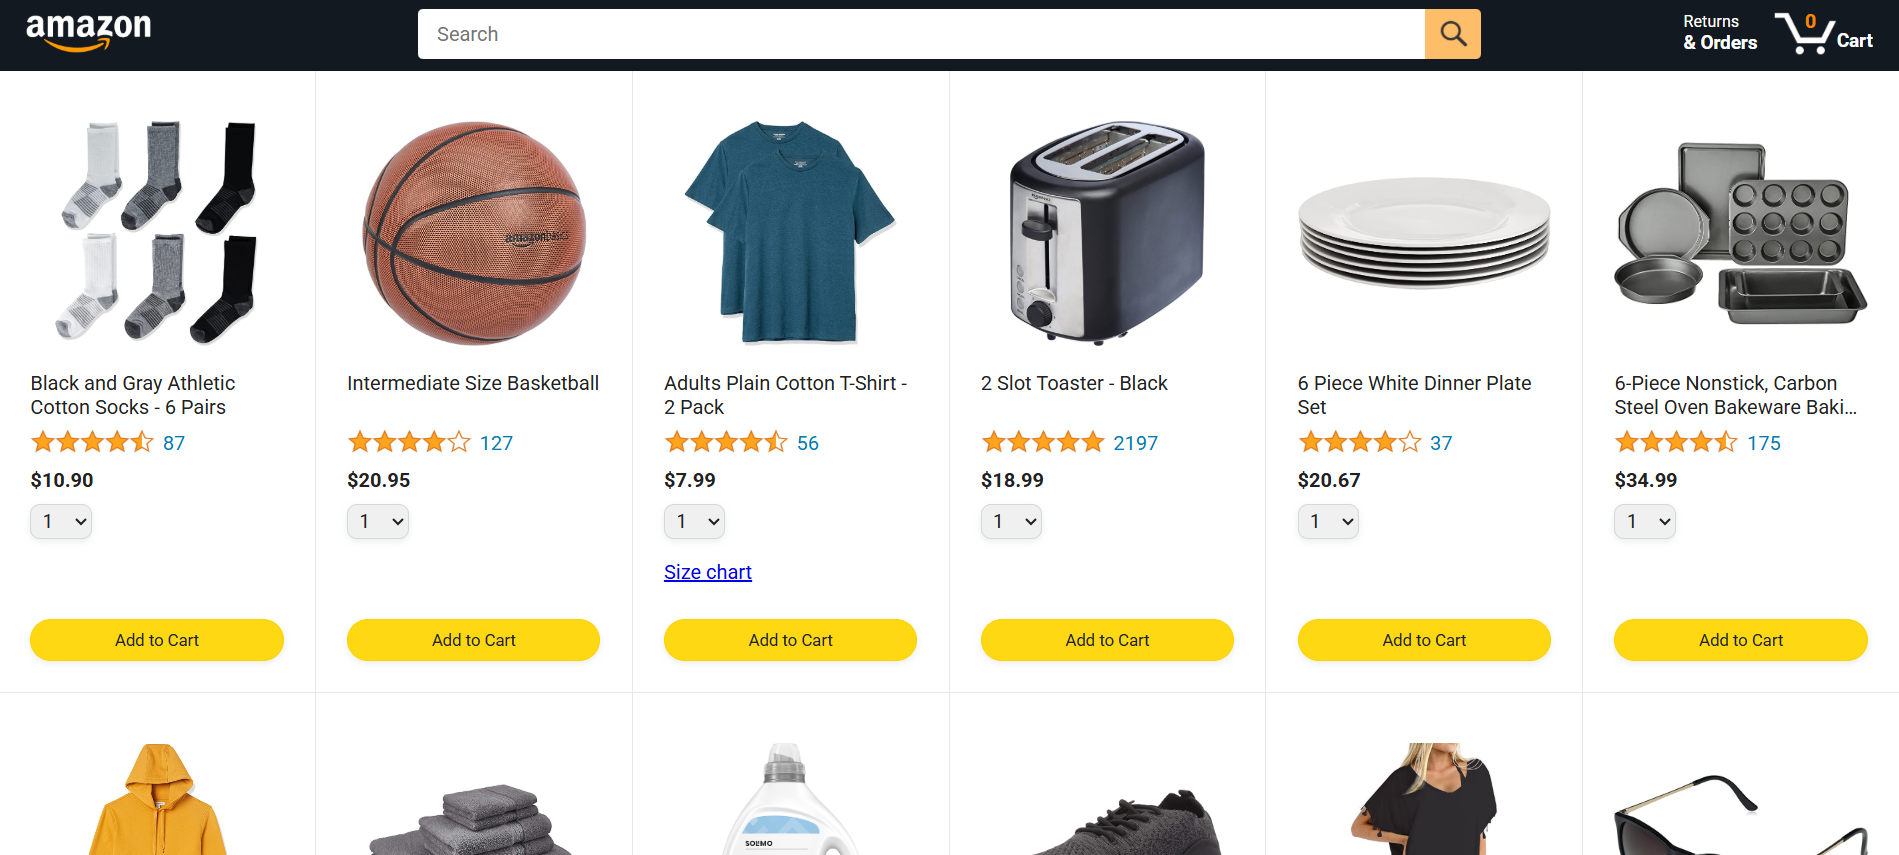 amazon
Search
Returns
& Orders
0
Cart
amazonbasics
Black and Gray Athletic
Cotton Socks - 6 Pairs
87
$10.90
1
Add to Cart
Intermediate Size Basketball
127
$20.95
1
Add to Cart
Adults Plain Cotton T-Shirt -
2 Pack
56
$7.99
1
Size chart
Add to Cart
2 Slot Toaster - Black
2197
$18.99
1
Add to Cart
6 Piece White Dinner Plate
Set
37
$20.67
1
Add to Cart
6-Piece Nonstick, Carbon
Steel Oven Bakeware Baki...
175
$34.99
1
Add to Cart
SOLIMO